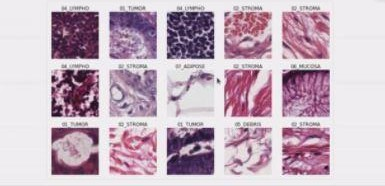 04_LYMPHO 01_TUMOR 04_LYMPHO 02_STROMA 02_STROMA
04_LYMPHO 02_STROMA 07_ADIPOSE 02_STROMA 06_MUCOSA
01_TUMOR 02_STROMA 01_TUMOR 05_DEBRIS 02_STROMA